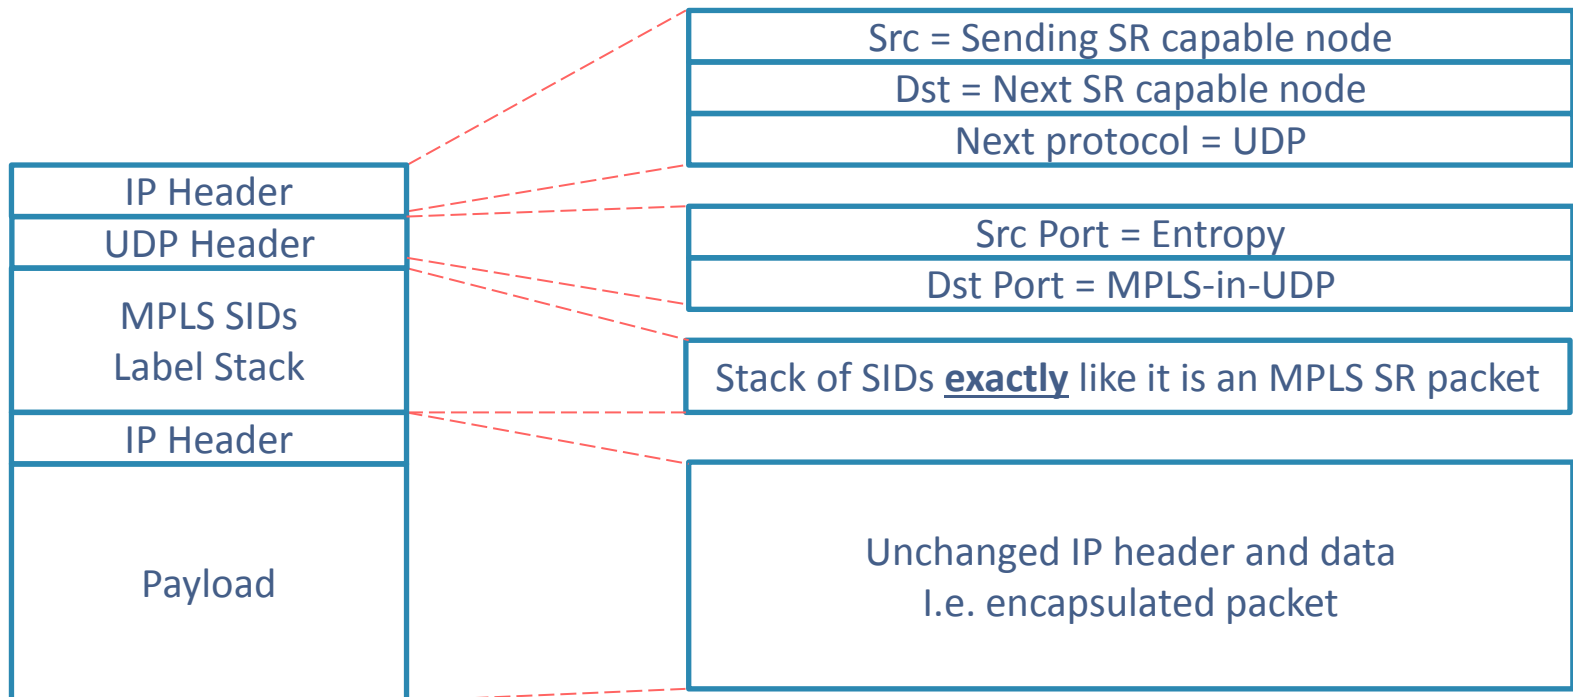 Src = Sending SR capable node
Dst = Next SR capable node
Next protocol = UDP
IP Header
UDP Header
MPLS SIDs
Label Stack
IP Header
Payload
Src Port = Entropy
Dst Port = MPLS-in-UDP
Stack of SIDs exactly like it is an MPLS SR packet
Unchanged IP header and data
I.e. encapsulated packet